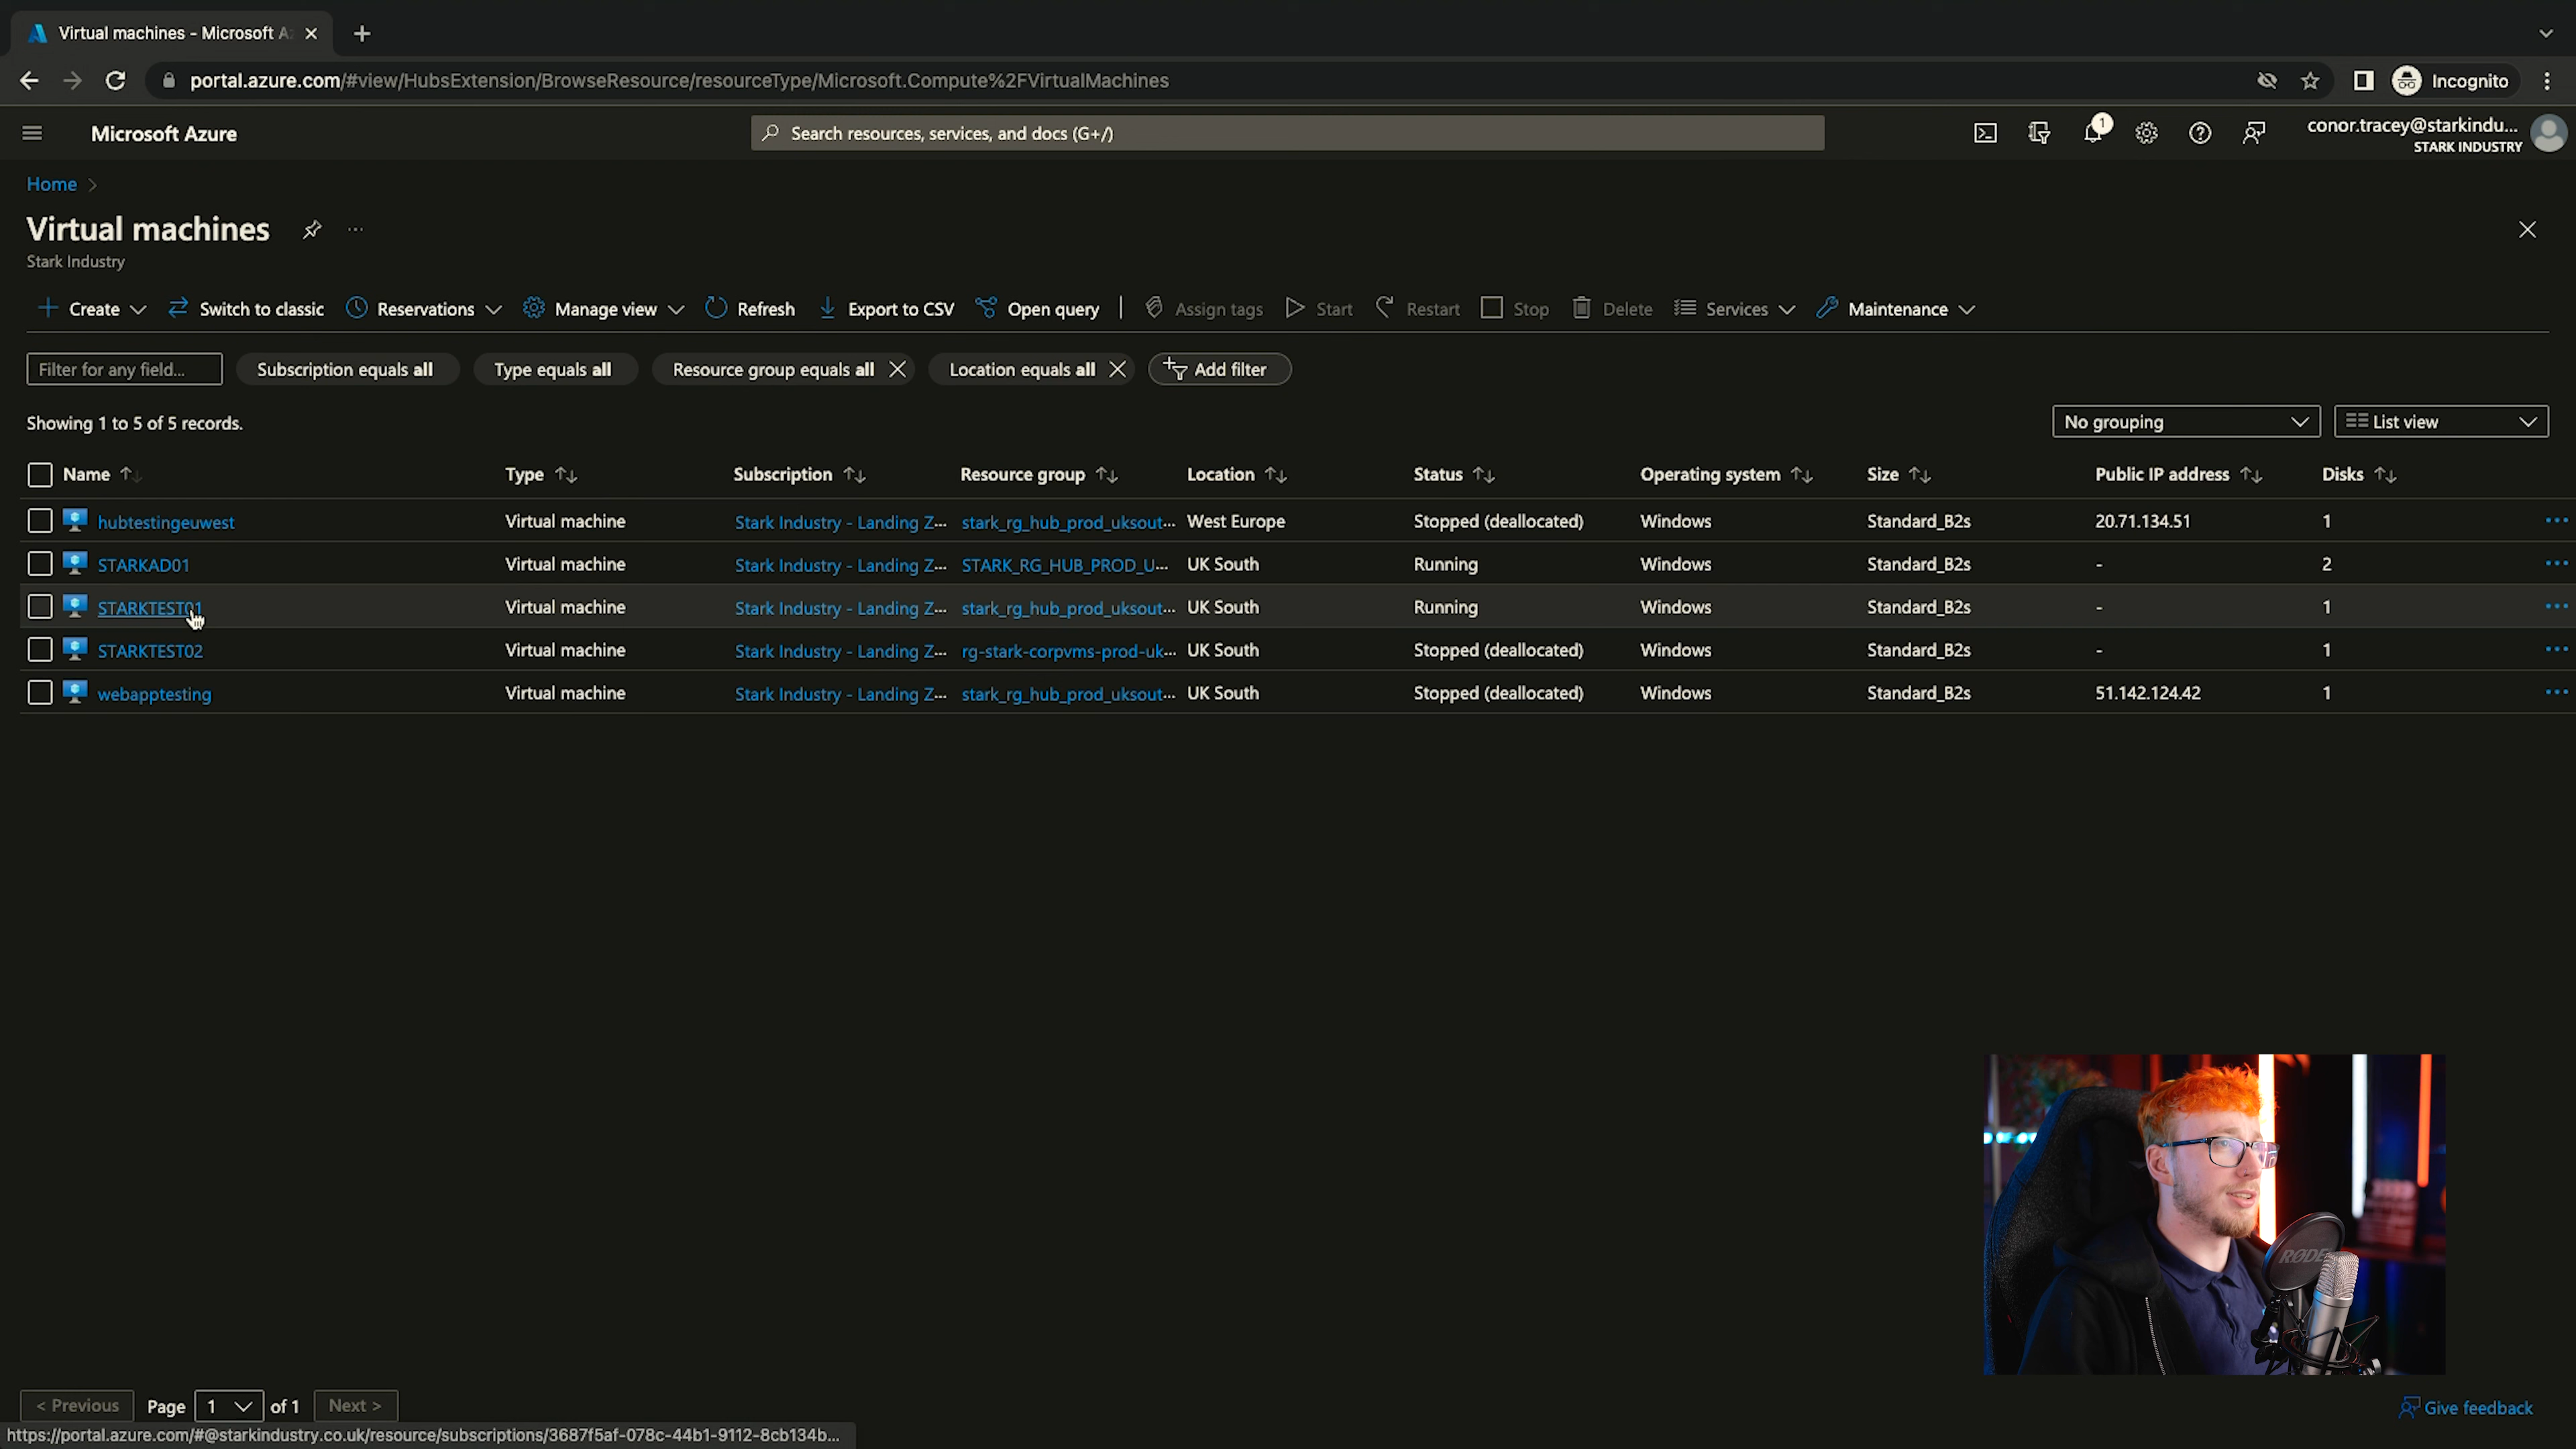 Virtual machines - Microsoft A
portal.azure.com/#view/HubsExtension/BrowseResource/resourceType/Microsoft.Compute%2FVirtualMachines
Incognito
Microsoft Azure
Search resources, services, and docs (G+/)
1
conor.tracey@starkindu...
STARK INDUSTRY
Home >
Virtual machines
...
Stark Industry
Create
Switch to classic
Reservations
Manage view
Refresh
Export to CSV
Open query
Assign tags
Start
Restart
Stop
Delete
Services
Maintenance
Filter for any field...
Subscription equals all
Type equals all
Resource group equals all
Location equals all
Add filter
Showing 1 to 5 of 5 records.
No grouping
List view
Name Type Subscription Resource group Location Status Operating system Size Public IP address Disks
hubtestingeuwest Virtual machine Stark Industry - Landing Z... stark_rg_hub_prod_uksout... West Europe Stopped (deallocated) Windows Standard_B2s 20.71.134.51 1 ...
STARKAD01 Virtual machine Stark Industry - Landing Z... STARK_RG_HUB_PROD_U... UK South Running Windows Standard_B2s - 2 ...
STARKTEST01 Virtual machine Stark Industry - Landing Z... stark_rg_hub_prod_uksout... UK South Running Windows Standard_B2s - 1 ...
STARKTEST02 Virtual machine Stark Industry - Landing Z... rg-stark-corpvms-prod-uk... UK South Stopped (deallocated) Windows Standard_B2s - 1 ...
webapptesting Virtual machine Stark Industry - Landing Z... stark_rg_hub_prod_uksout... UK South Stopped (deallocated) Windows Standard_B2s 51.142.124.42 1 ...
RØDE
< Previous Page 1 of 1 Next >
Give feedback
https://portal.azure.com/#@starkindustry.co.uk/resource/subscriptions/3687f5af-078c-44b1-9112-8cb134b...